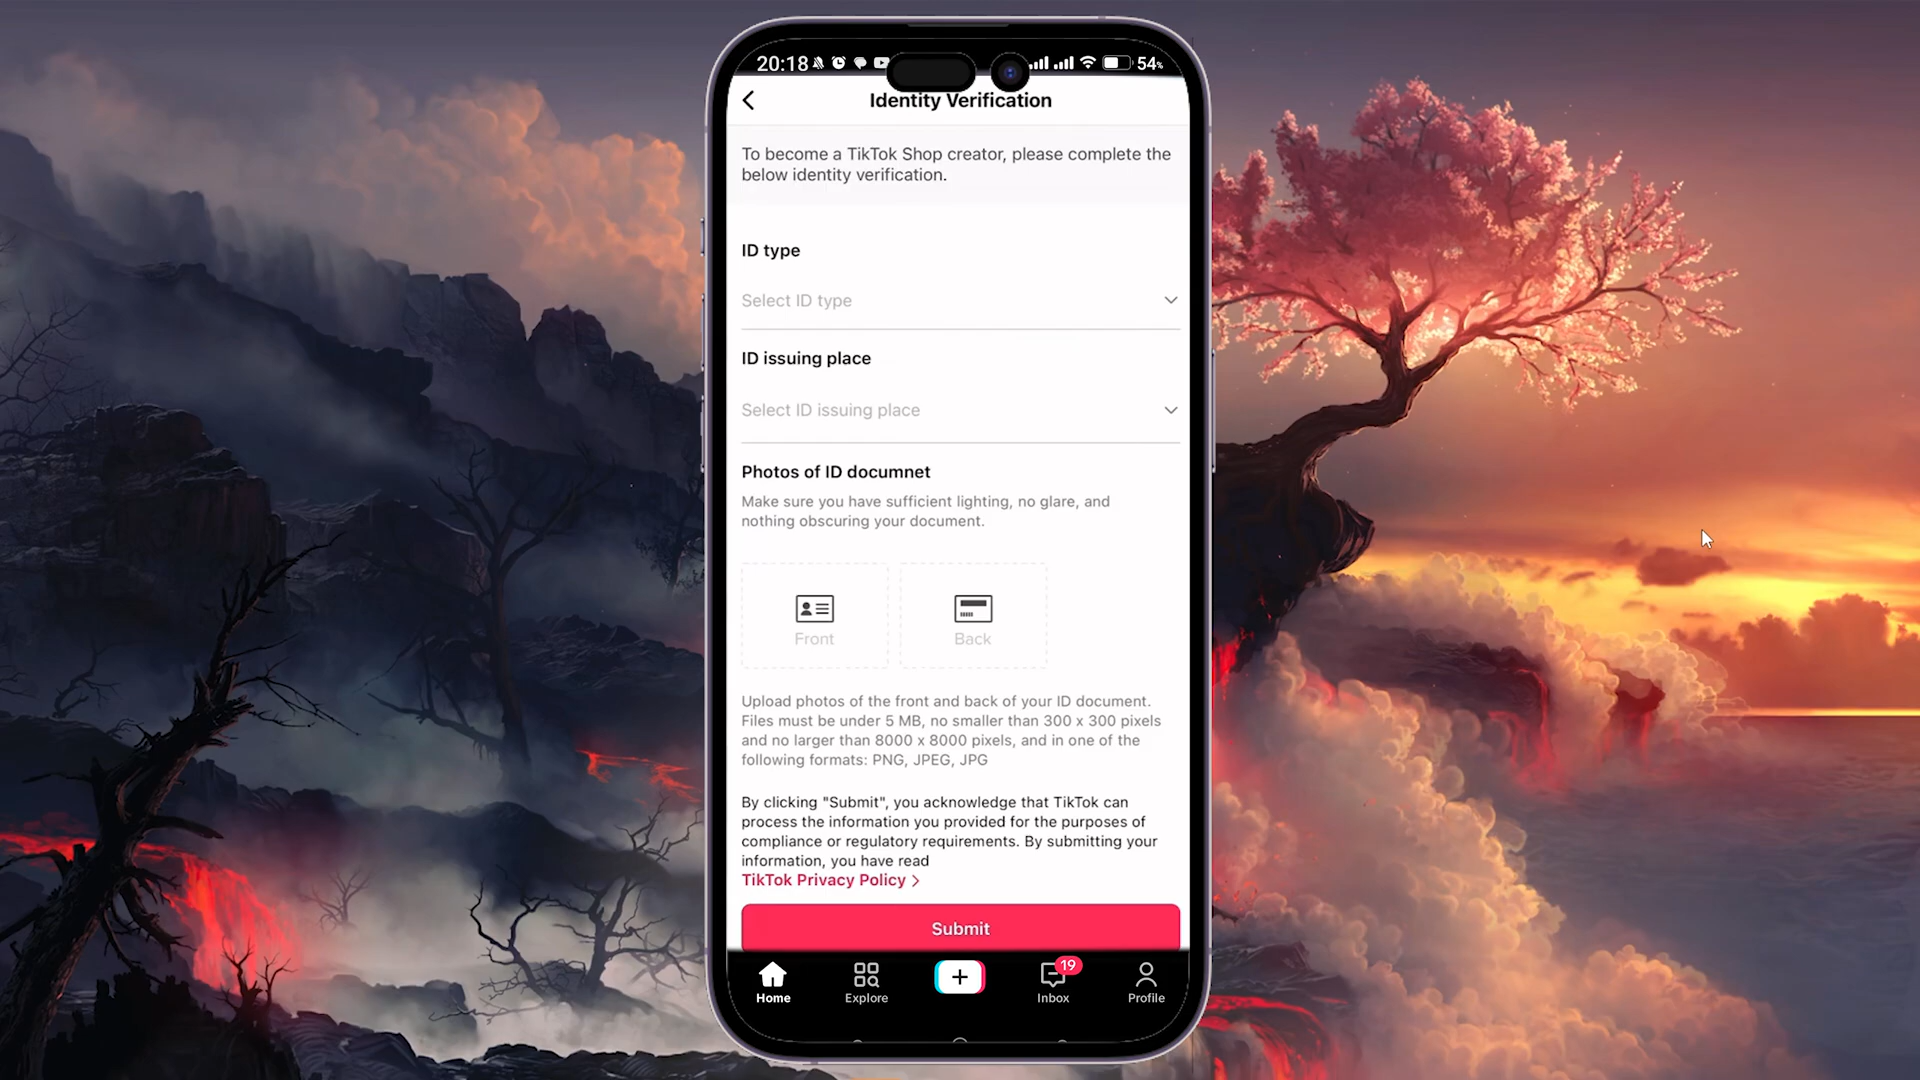 20:18
54%
Identity Verification
To become a TikTok Shop creator, please complete the
below identity verification.
ID type
Select ID type
ID issuing place
Select ID issuing place
Photos of ID documnet
Make sure you have sufficient lighting, no glare, and
nothing obscuring your document.
Front
Back
Upload photos of the front and back of your ID document.
Files must be under 5 MB, no smaller than 300 x 300 pixels
and no larger than 8000 x 8000 pixels, and in one of the
following formats: PNG, JPEG, JPG
By clicking "Submit", you acknowledge that TikTok can
process the information you provided for the purposes of
compliance or regulatory requirements. By submitting your
information, you have read
TikTok Privacy Policy >
Submit
19
Home
Explore
Inbox
Profile